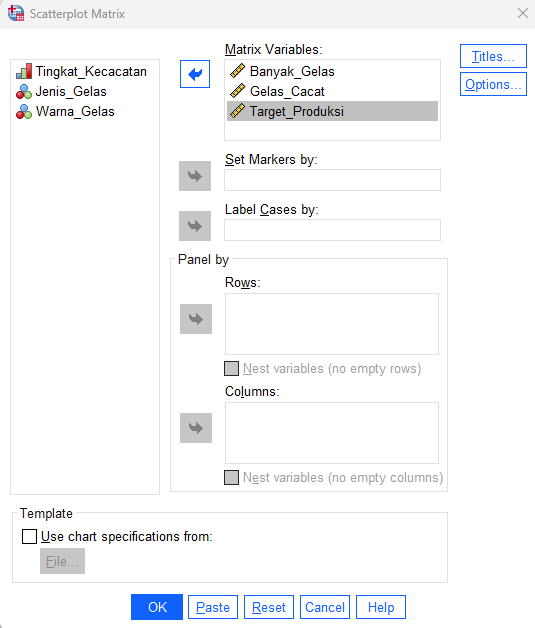 Scatterplot Matrix
Tingkat_Kecacatan
Jenis_Gelas
Warna_Gelas
Matrix Variables:
Banyak_Gelas
Gelas_Cacat
Target_Produksi
Titles...
Options...
Set Markers by:
Label Cases by:
Panel by
Rows:
Nest variables (no empty rows)
Columns:
Nest variables (no empty columns)
Template
Use chart specifications from:
File...
OK Paste Reset Cancel Help